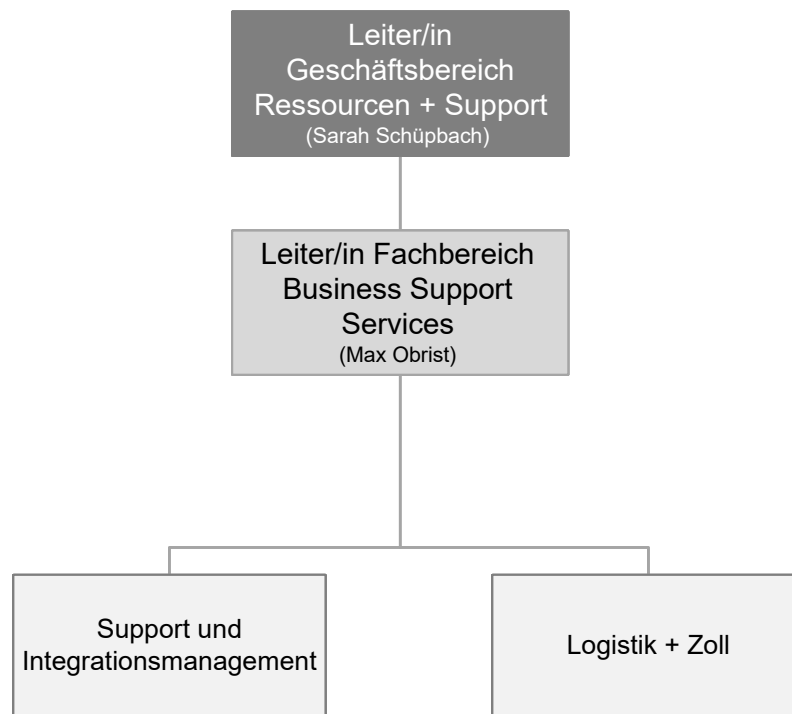 Leiter/in
Geschäftsbereich
Ressourcen + Support
(Sarah Schüpbach)
Leiter/in Fachbereich
Business Support
Services
(Max Obrist)
Support und
Integrationsmanagement
Logistik + Zoll